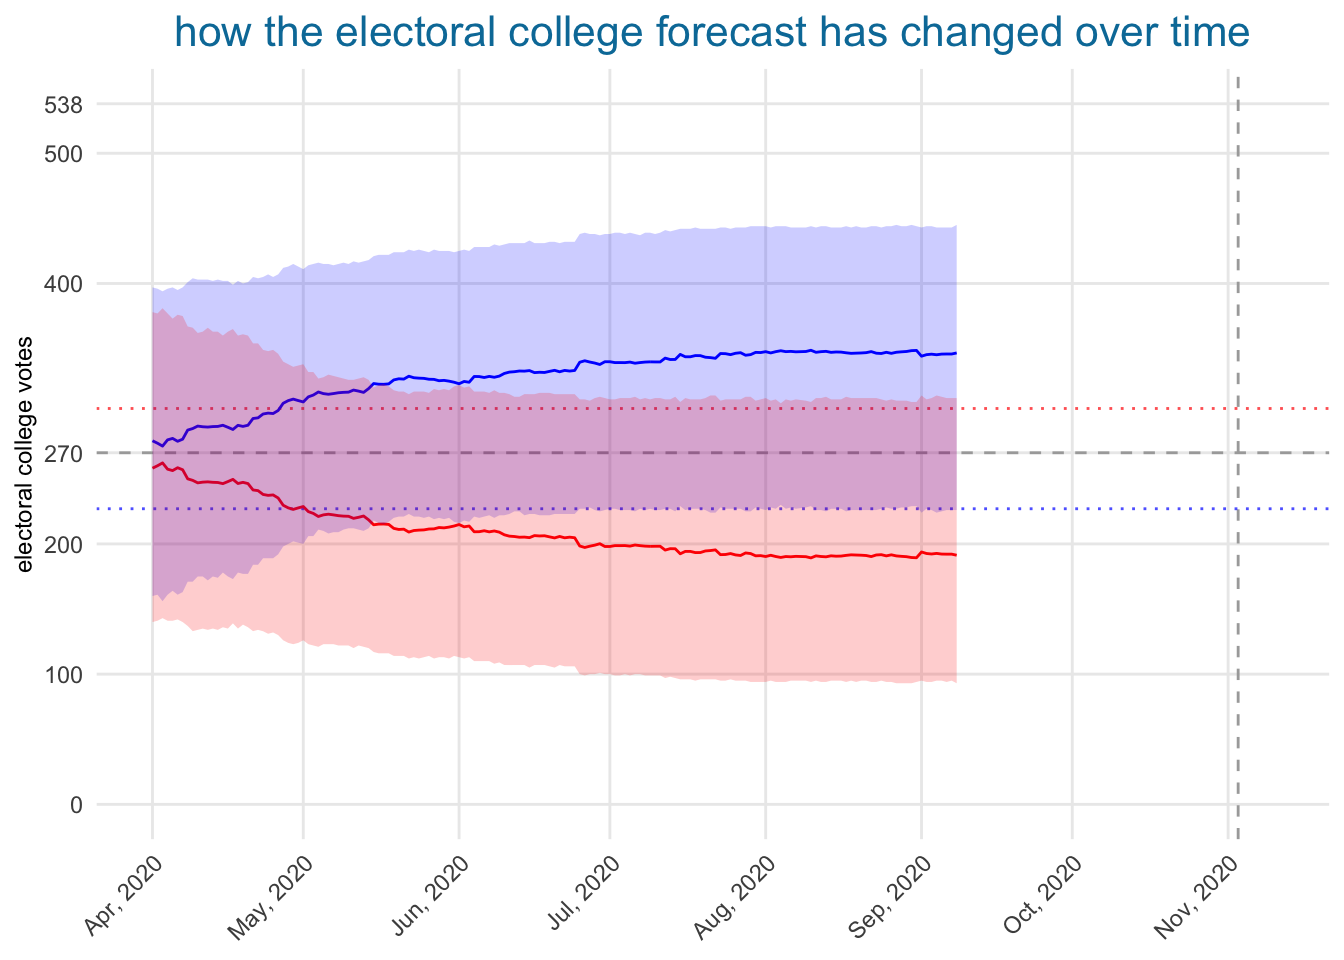 how the electoral college forecast has changed over time
538
500
400
270
200
100
0
electoral college votes
Apr, 2020
May, 2020
Jun, 2020
Jul, 2020
Aug, 2020
Sep, 2020
Oct, 2020
Nov, 2020